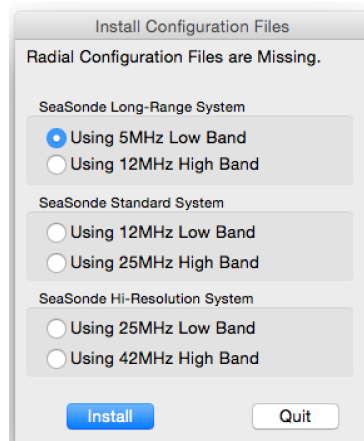 Install Configuration Files
Radial Configuration Files are Missing.
SeaSonde Long-Range System
Using 5MHz Low Band
Using 12MHz High Band
SeaSonde Standard System
Using 12MHz Low Band
Using 25MHz High Band
SeaSonde Hi-Resolution System
Using 25MHz Low Band
Using 42MHz High Band
Install Quit